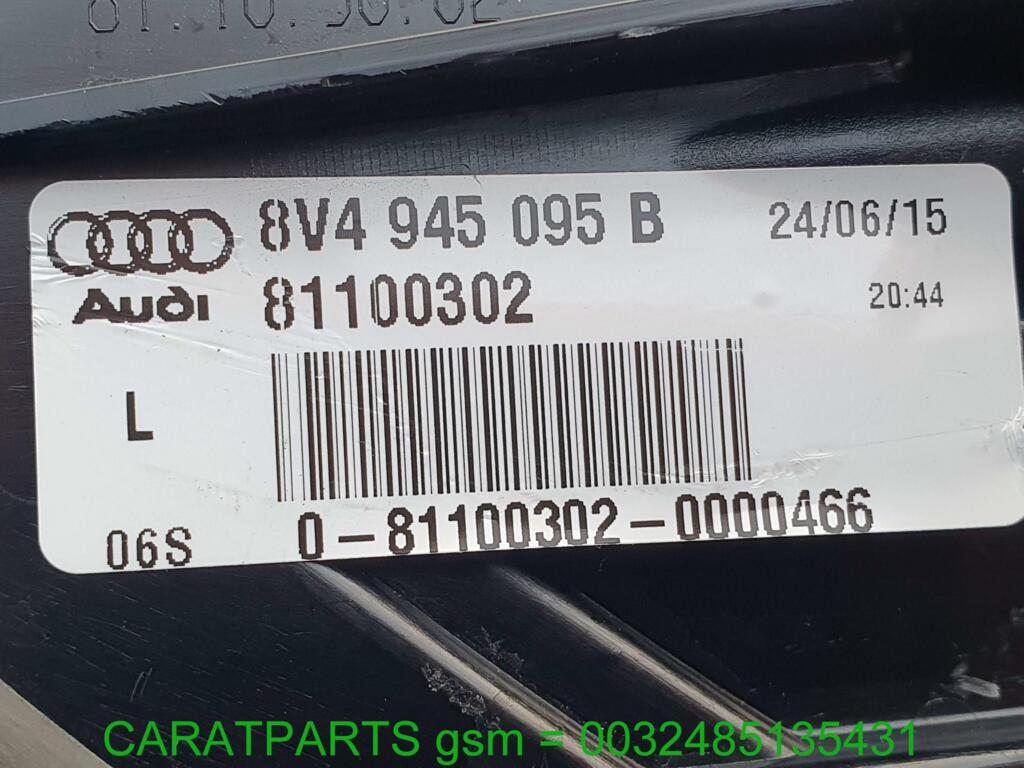 8V4 945 095 B 24/06/15
Audi 81100302 20:44
L
06S 0-81100302-0000466
CARATPARTS gsm = 0032485135431